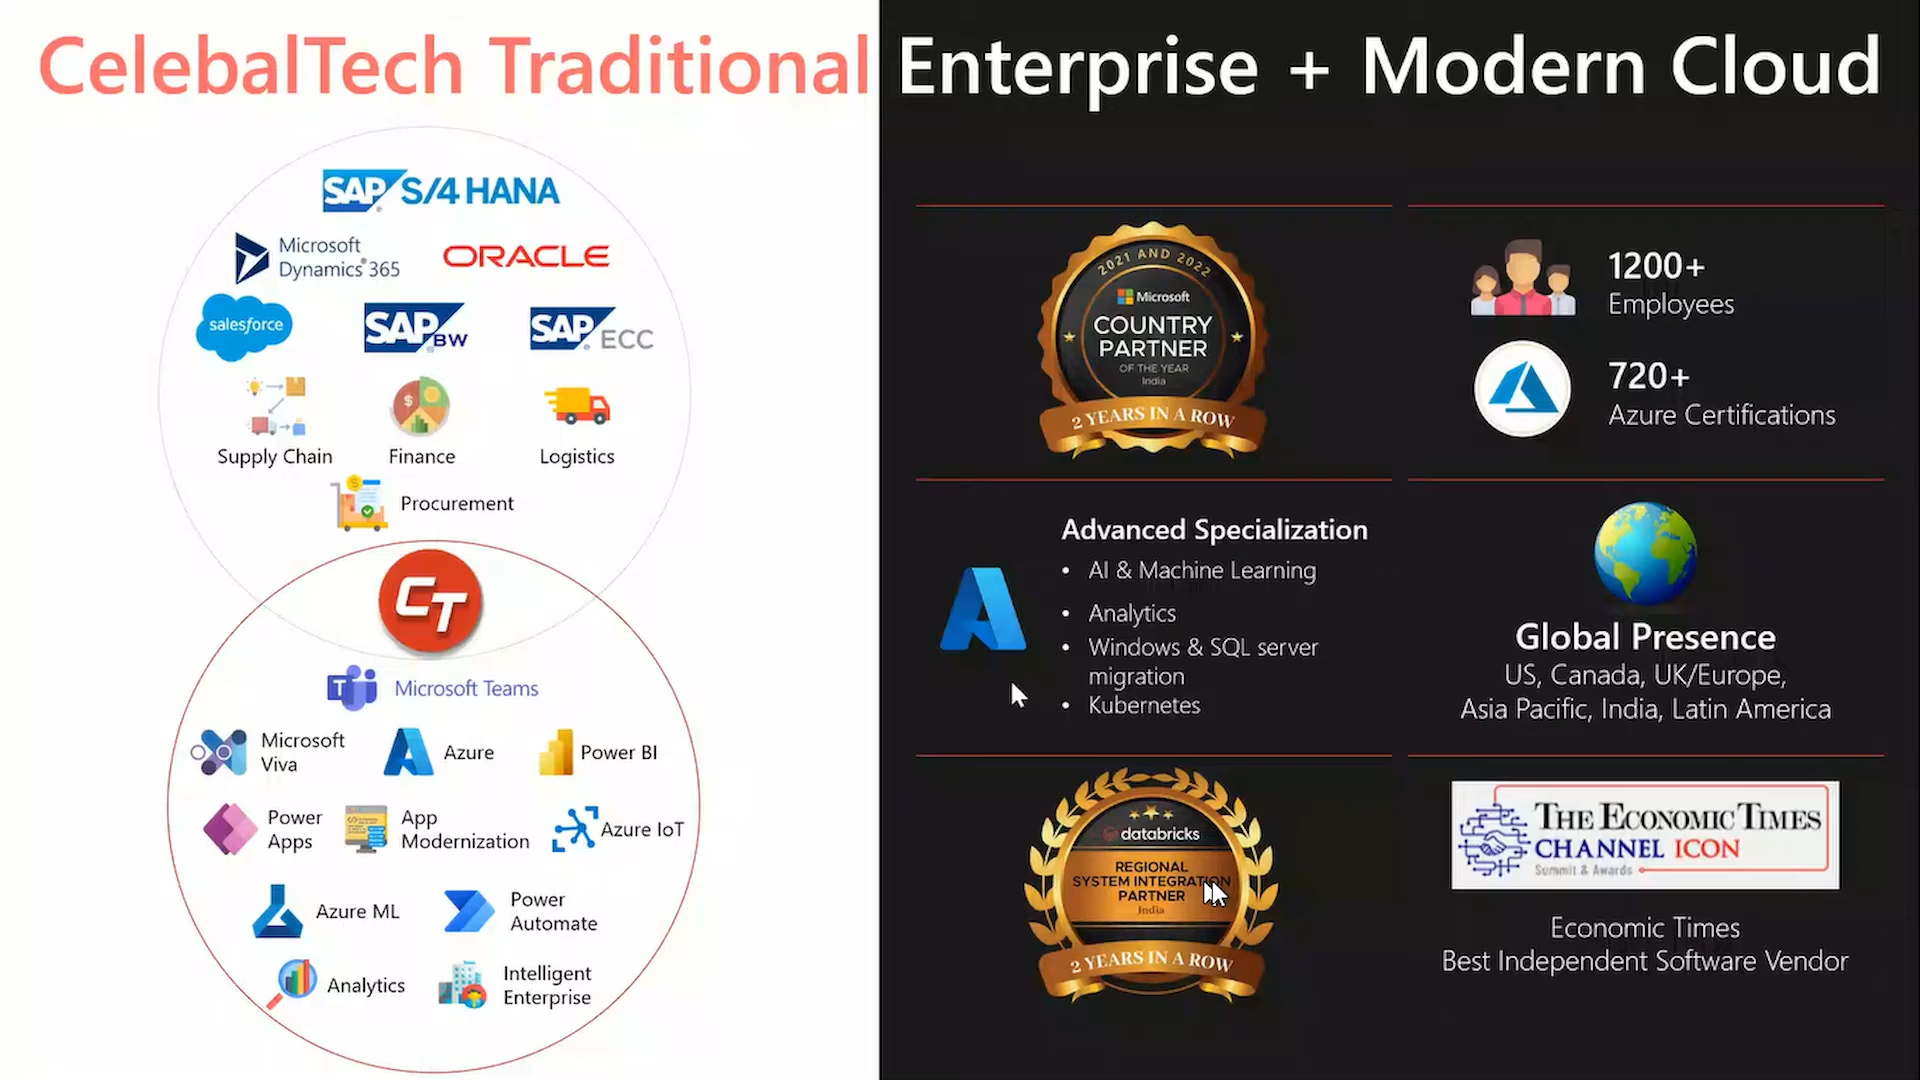 CelebalTech Traditional Enterprise + Modern Cloud
SAP S/4 HANA
Microsoft
Dynamics 365
ORACLE
salesforce
SAP BW
SAP ECC
Supply Chain
Finance
Logistics
Procurement
CT
Microsoft Teams
Microsoft
Viva
Azure
Power BI
Power
Apps
App
Modernization
Azure IoT
Azure ML
Power
Automate
Analytics
Intelligent
Enterprise
2021 AND 2022
Microsoft
COUNTRY
PARTNER
OF THE YEAR
India
2 YEARS IN A ROW
1200+
Employees
720+
Azure Certifications
Advanced Specialization
• AI & Machine Learning
• Analytics
• Windows & SQL server
migration
• Kubernetes
Global Presence
US, Canada, UK/Europe,
Asia Pacific, India, Latin America
databricks
REGIONAL
SYSTEM INTEGRATION
PARTNER
India
2 YEARS IN A ROW
THE ECONOMIC TIMES
CHANNEL ICON
Summit & Awards
Economic Times
Best Independent Software Vendor